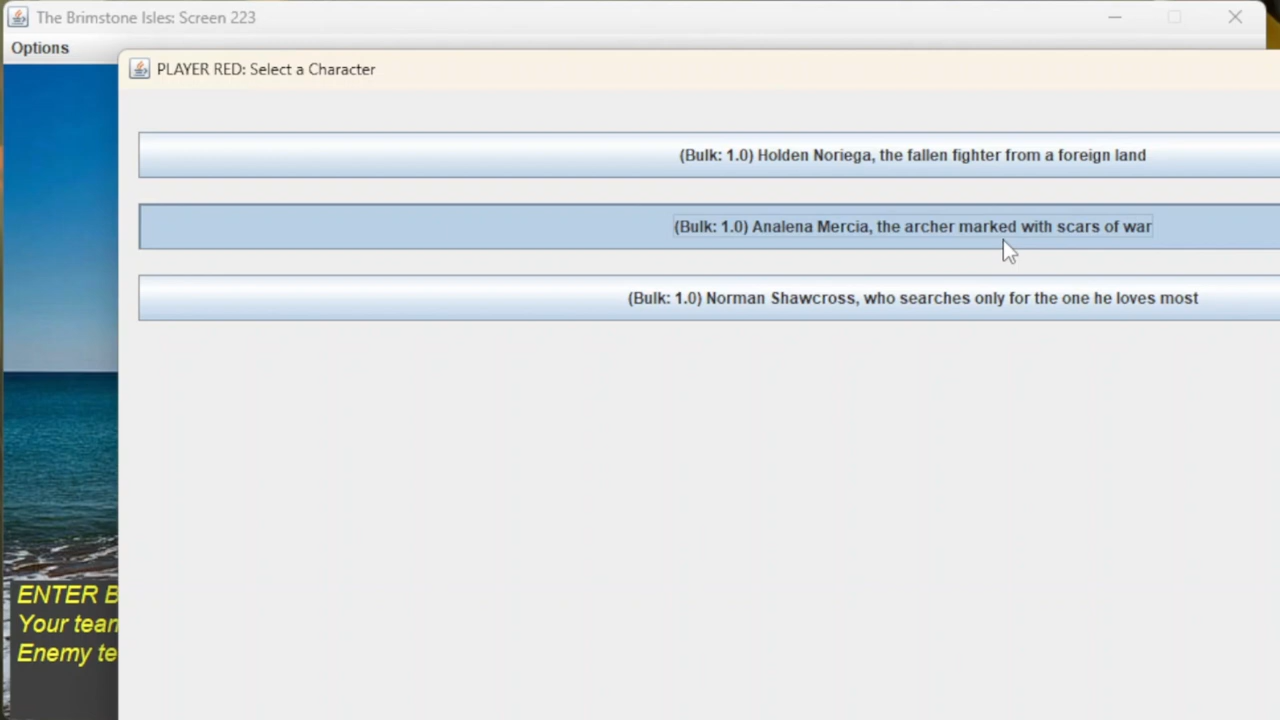 The Brimstone Isles: Screen 223
Options
PLAYER RED: Select a Character
(Bulk: 1.0) Holden Noriega, the fallen fighter from a foreign land
(Bulk: 1.0) Analena Mercia, the archer marked with scars of war
(Bulk: 1.0) Norman Shawcross, who searches only for the one he loves most
ENTER B
Your tean
Enemy te